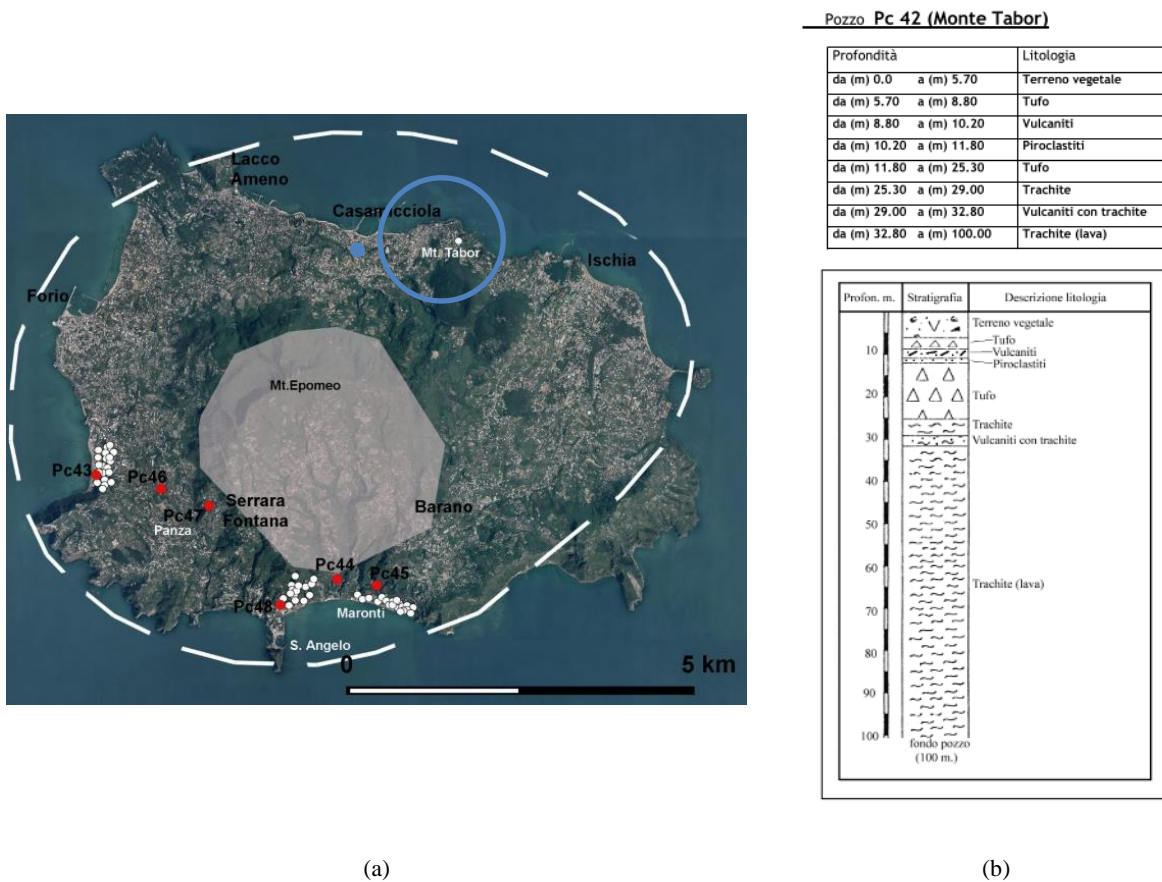 Lacco
Ameno
Casamicciola
Mt. Tabor
Ischia
Forio
Mt.Epomeo
Pc43
Pc46
Pc47
Panza
Serrara
Fontana
Barano
Pc44
Pc45
Pc48
Maronti
S. Angelo
0
5 km
(a)
Pozzo Pc 42 (Monte Tabor)
Profondità Litologia
da (m) 0.0 a (m) 5.70 Terreno vegetale
da (m) 5.70 a (m) 8.80 Tufo
da (m) 8.80 a (m) 10.20 Vulcaniti
da (m) 10.20 a (m) 11.80 Piroclastiti
da (m) 11.80 a (m) 25.30 Tufo
da (m) 25.30 a (m) 29.00 Trachite
da (m) 29.00 a (m) 32.80 Vulcaniti con trachite
da (m) 32.80 a (m) 100.00 Trachite (lava)
Profon. m. Stratigrafia Descrizione litologia
Terreno vegetale
Tufo
10
Vulcaniti
Piroclastiti
20
Tufo
Trachite
30
Vulcaniti con trachite
40
50
60
Trachite (lava)
70
80
90
100
fondo pozzo
(100 m.)
(b)